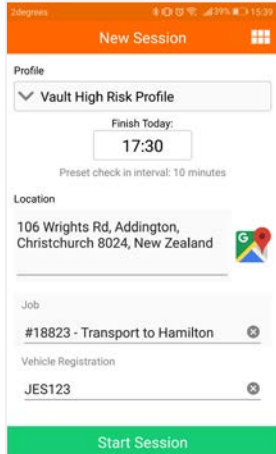 2degrees 39% 15:39
New Session
Profile
Vault High Risk Profile
Finish Today:
17:30
Preset check in interval: 10 minutes
Location
106 Wrights Rd, Addington,
Christchurch 8024, New Zealand
G
Job
#18823 - Transport to Hamilton
Vehicle Registration
JES123
Start Session